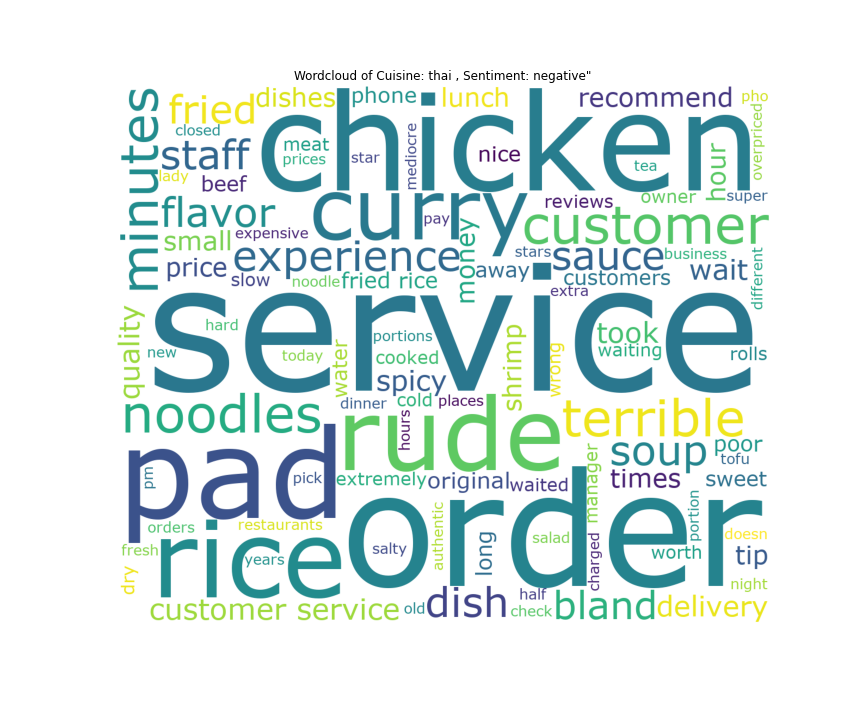 Wordcloud of Cuisine: thai , Sentiment: negative"
minutes
fried
dishes
phone
lunch
recommend
pho
closed
chicken
overpriced
staff
meat
prices
star
mediocre
nice
tea
hour
lady
beef
owner
super
flavor
curry
pay
reviews
customer
small
expensive
experience
money
stars
sauce
business
different
price
slow
noodle
fried rice
away
customers
wait
extra
service
quality
hard
new
today
water
portions
cooked
spicy
shrimp
wrong
took
waiting
rolls
noodles
dinner
cold
places
hours
rude
terrible
pad
pm
pick
extremely
original
waited
manager
soup
times
poor
tofu
sweet
order
orders
restaurants
fresh
rice
years
salty
authentic
long
salad
charged
portion
worth
doesn
tip
dry
night
customer service
old
dish
half
check
bland
delivery